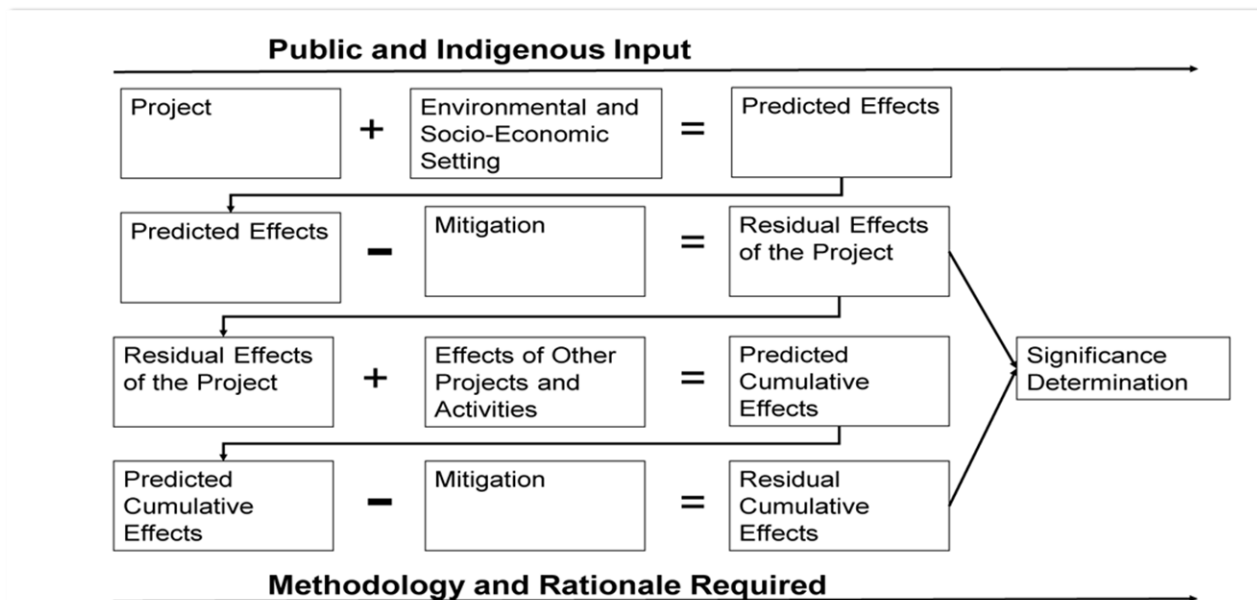 Public and Indigenous Input
Project
+
Environmental and
Socio-Economic
Setting
=
Predicted Effects
Predicted Effects
-
Mitigation
=
Residual Effects
of the Project
Residual Effects
of the Project
+
Effects of Other
Projects and
Activities
=
Predicted
Cumulative
Effects
Significance
Determination
Predicted
Cumulative
Effects
-
Mitigation
=
Residual
Cumulative
Effects
Methodology and Rationale Required